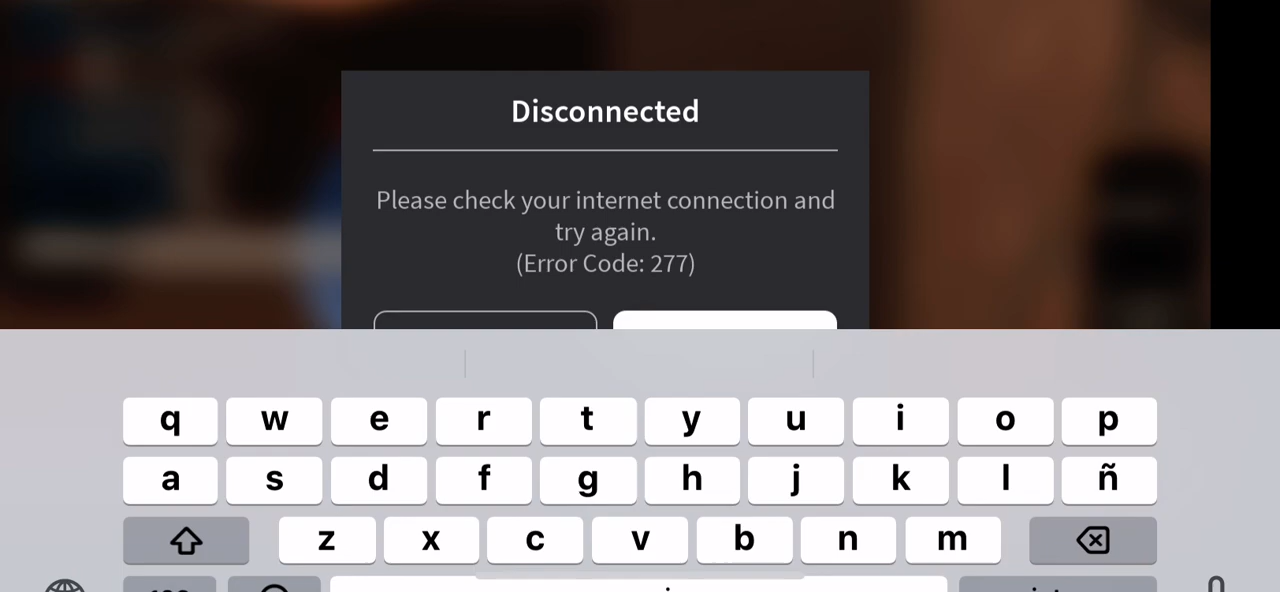 Disconnected
Please check your internet connection and
try again.
(Error Code: 277)
q w e r t y u i o p
a s d f g h j k l ñ
z x c v b n m